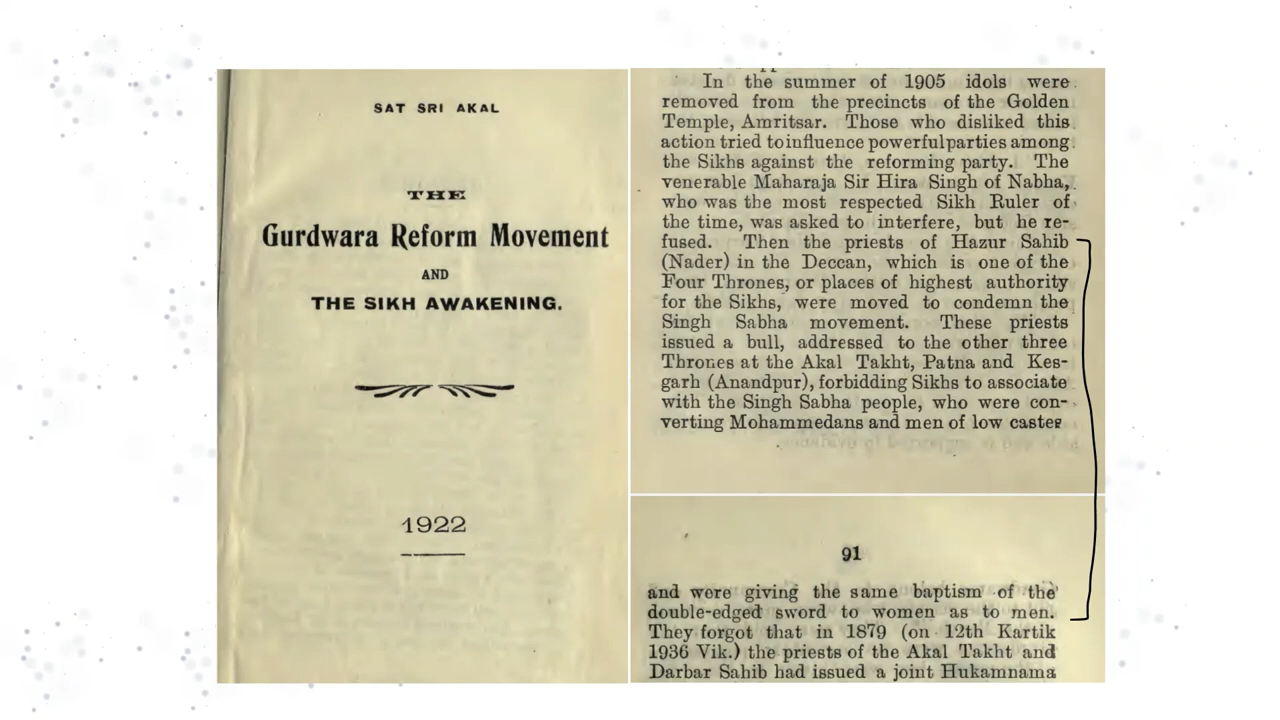 SAT SRI AKAL
THE
Gurdwara Reform Movement
AND
THE SIKH AWAKENING.
1922
In the summer of 1905 idols were
removed from the precincts of the Golden
Temple, Amritsar. Those who disliked this
action tried to influence powerful parties among
the Sikhs against the reforming party. The
venerable Maharaja Sir Hira Singh of Nabha,
who was the most respected Sikh Ruler of
the time, was asked to interfere, but he re-
fused. Then the priests of Hazur Sahib
(Nader) in the Deccan, which is one of the
Four Thrones, or places of highest authority
for the Sikhs, were moved to condemn the
Singh Sabha movement. These priests
issued a bull, addressed to the other three
Thrones at the Akal Takht, Patna and Kes-
garh (Anandpur), forbidding Sikhs to associate
with the Singh Sabha people, who were con-
verting Mohammedans and men of low castes
91
and were giving the same baptism of the
double-edged sword to women as to men.
They forgot that in 1879 (on 12th Kartik
1936 Vik.) the priests of the Akal Takht and
Darbar Sahib had issued a joint Hukamnama